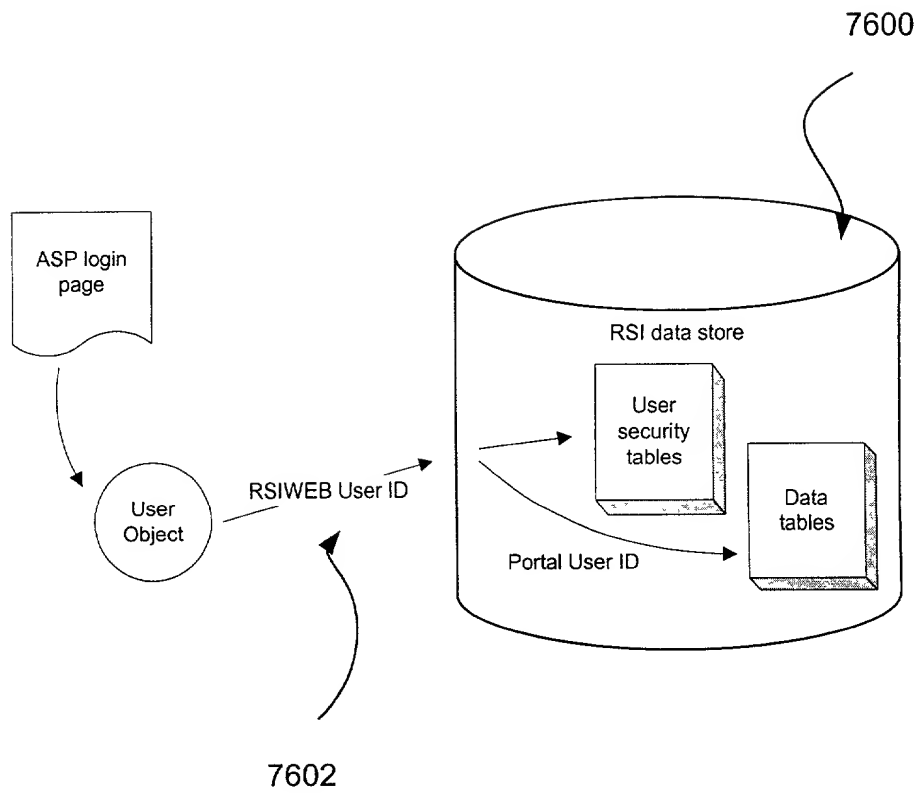 7600
ASP login
page
RSI data store
User
security
tables
RSIWEB User ID
User
Object
Data
tables
Portal User ID
7602